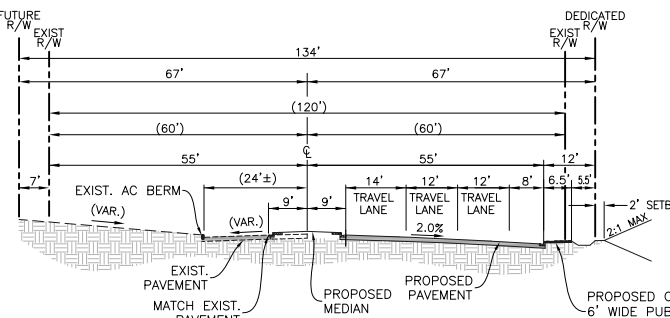 FUTURE
R/W
EXIST
R/W
DEDICATED
R/W
EXIST
R/W
134'
67' 67'
(120')
(60') (60')
℄
55' 55' 12'
7' (24'±) 9' 9' 14' 12' 12' 8' 6.5' 5.5'
EXIST. AC BERM
TRAVEL
LANE
TRAVEL
LANE
TRAVEL
LANE
2'
(VAR.) (VAR.) 2.0% 2:1 MAX
EXIST.
PAVEMENT
MATCH EXIST.
PAVEMENT
PROPOSED
MEDIAN
PROPOSED
PAVEMENT
PROPOSED
6' WIDE